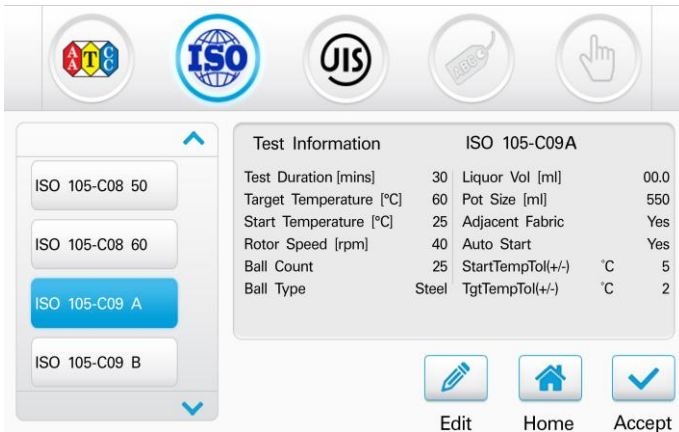 AATCC
ISO
JIS
ABC
ISO 105-C08 50
ISO 105-C08 60
ISO 105-C09 A
ISO 105-C09 B
Test Information ISO 105-C09A
Test Duration [mins] 30 Liquor Vol [ml] 00.0
Target Temperature [°C] 60 Pot Size [ml] 550
Start Temperature [°C] 25 Adjacent Fabric Yes
Rotor Speed [rpm] 40 Auto Start Yes
Ball Count 25 StartTempTol(+/-) °C 5
Ball Type Steel TgtTempTol(+/-) °C 2
Edit Home Accept